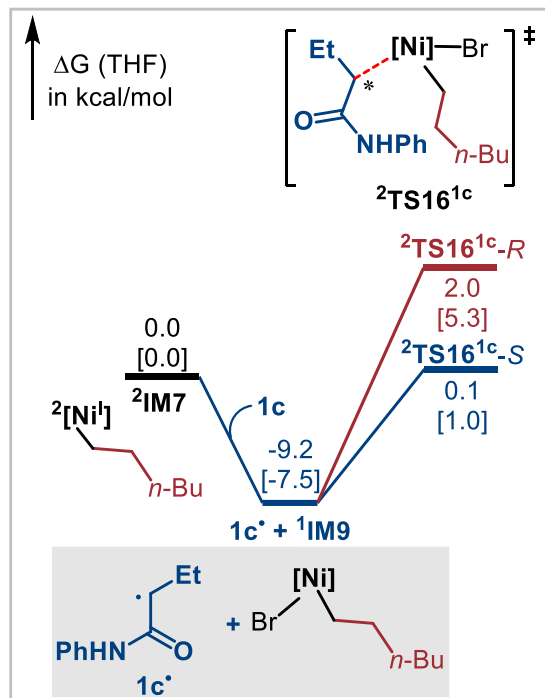 ΔG (THF)
in kcal/mol
‡
Et
[Ni]
Br
*
O
NHPh
n-Bu
²TS16¹ᶜ
²TS16¹ᶜ-R
2.0
[5.3]
²TS16¹ᶜ-S
0.1
[1.0]
0.0
[0.0]
²IM7
²[Niᴵ]
n-Bu
1c
-9.2
[-7.5]
1c• + ¹IM9
Et
[Ni]
·
+
Br
PhHN
O
n-Bu
1c•